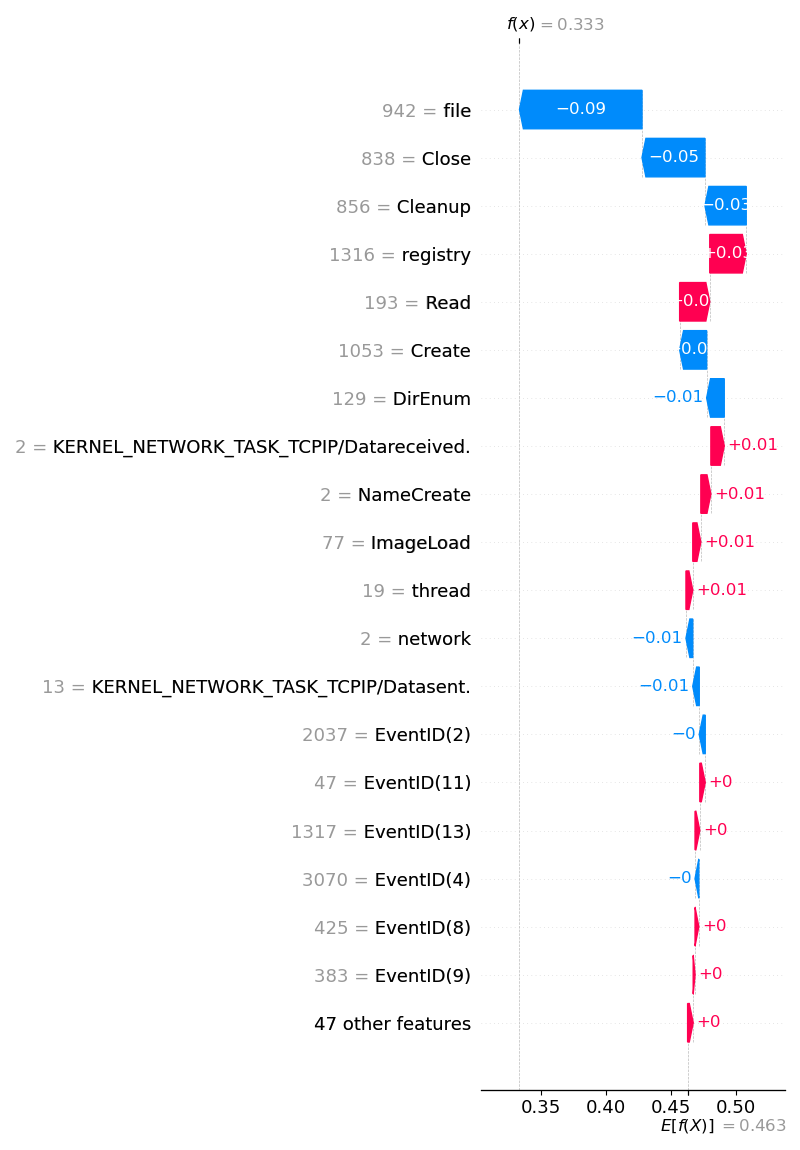 f(x) = 0.333
942 = file
−0.09
838 = Close
−0.05
856 = Cleanup
−0.03
1316 = registry
+0.03
193 = Read
1053 = Create
129 = DirEnum
−0.01
2 = KERNEL_NETWORK_TASK_TCPIP/Datareceived.
+0.01
2 = NameCreate
+0.01
77 = ImageLoad
+0.01
19 = thread
+0.01
2 = network
−0.01
13 = KERNEL_NETWORK_TASK_TCPIP/Datasent.
−0.01
2037 = EventID(2)
−0
47 = EventID(11)
+0
1317 = EventID(13)
+0
3070 = EventID(4)
−0
425 = EventID(8)
+0
383 = EventID(9)
+0
47 other features
+0
0.35 0.40 0.45 0.50
E[f(X)] = 0.463